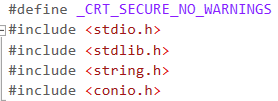 #define _CRT_SECURE_NO_WARNINGS
#include <stdio.h>
#include <stdlib.h>
#include <string.h>
#include <conio.h>